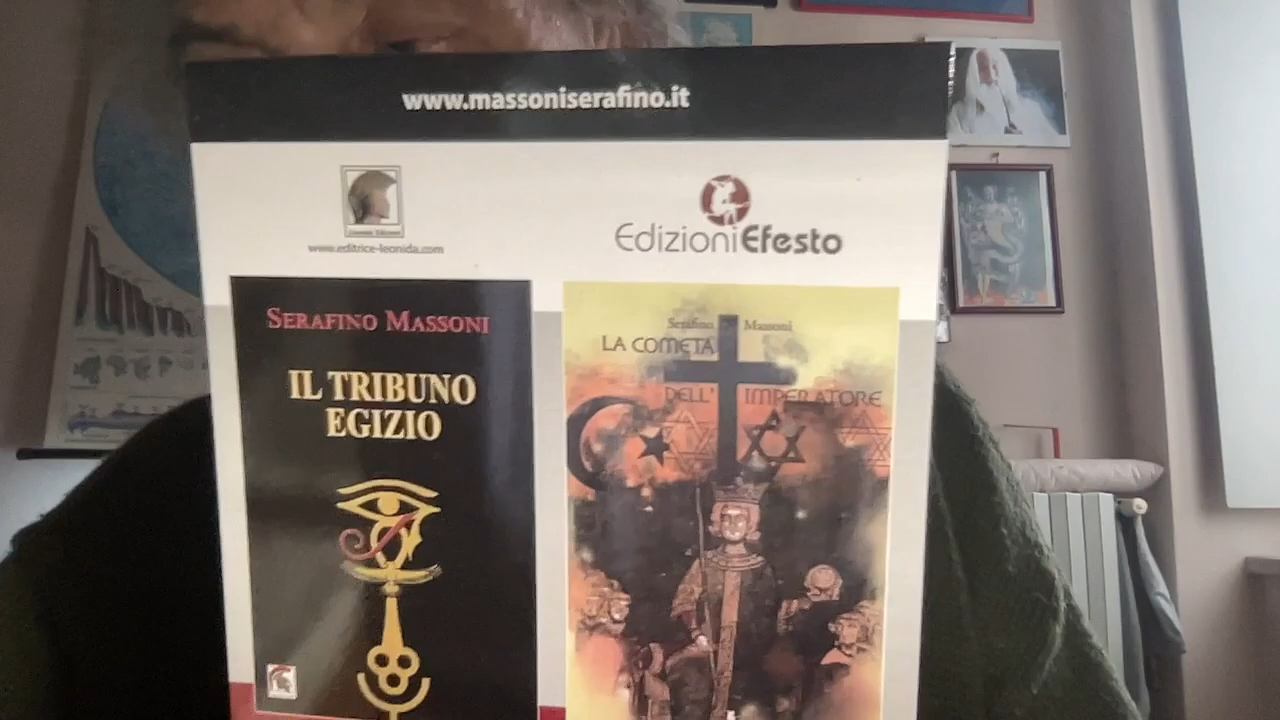 www.massoniserafino.it
www.editrice-leonida.com
EdizioniEfesto
SERAFINO MASSONI
IL TRIBUNO
EGIZIO
Serafino Massoni
LA COMETA
DELL' IMPERATORE